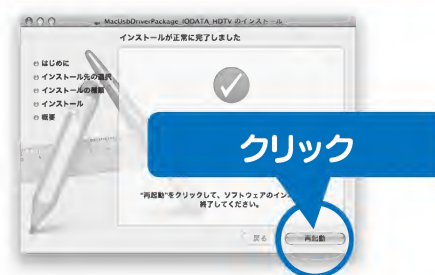 MacUsbDriverPackage_IODATA_HDTV のインストール
インストールが正常に完了しました
はじめに
インストール先の選択
インストールの種類
インストール
概要
クリック
"再起動"をクリックして、ソフトウェアのイン
終了してください。
戻る
再起動